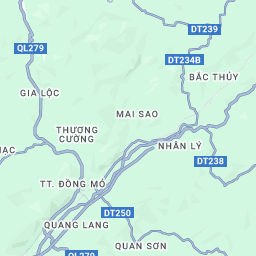 DT239
QL279
DT234B
BẮC THỦY
GIA LỘC
MAI SAO
THƯƠNG
CƯỜNG
NHÂN LÝ
DT238
TT. ĐỒNG MỎ
DT250
QUANG LANG
QUAN SƠN